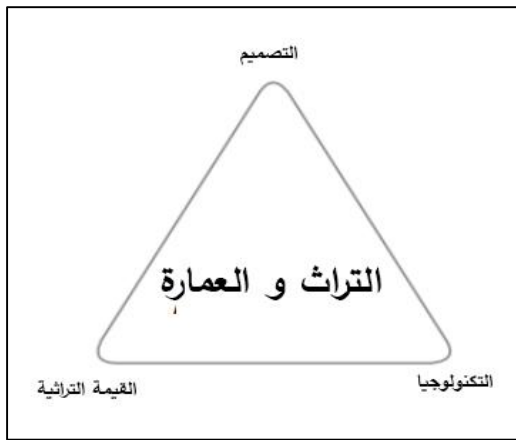 التصميم
التراث و العمارة
التكنولوجيا
القيمة التراثية